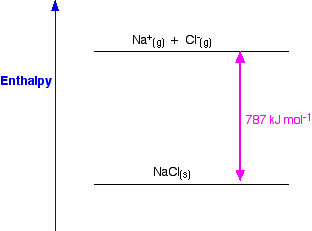 Na⁺(g) + Cl⁻(g)
Enthalpy
787 kJ mol⁻¹
NaCl(s)